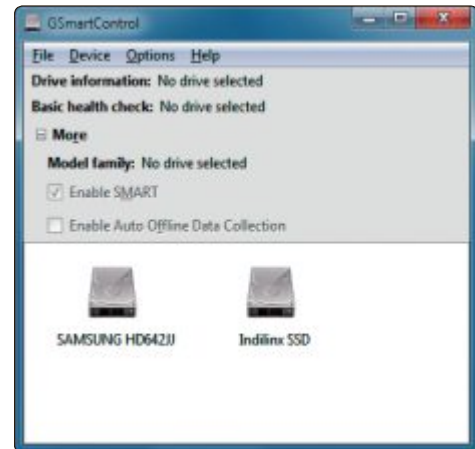 GSmartControl
File Device Options Help
Drive information: No drive selected
Basic health check: No drive selected
More
Model family: No drive selected
Enable SMART
Enable Auto Offline Data Collection
SAMSUNG HD642JJ Indilinx SSD